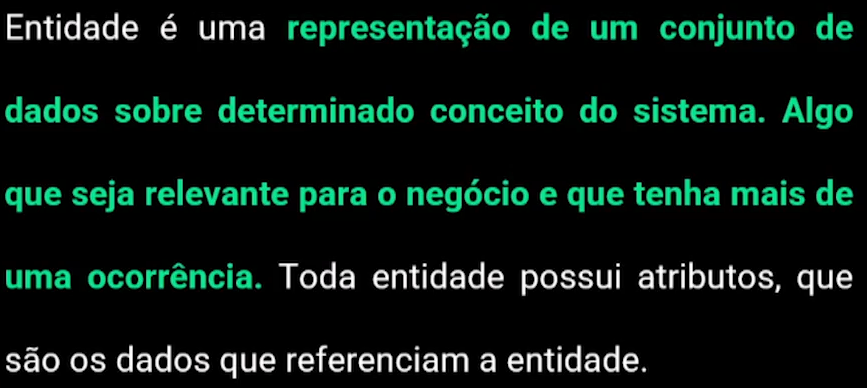 Entidade é uma representação de um conjunto de
dados sobre determinado conceito do sistema. Algo
que seja relevante para o negócio e que tenha mais de
uma ocorrência. Toda entidade possui atributos, que
são os dados que referenciam a entidade.